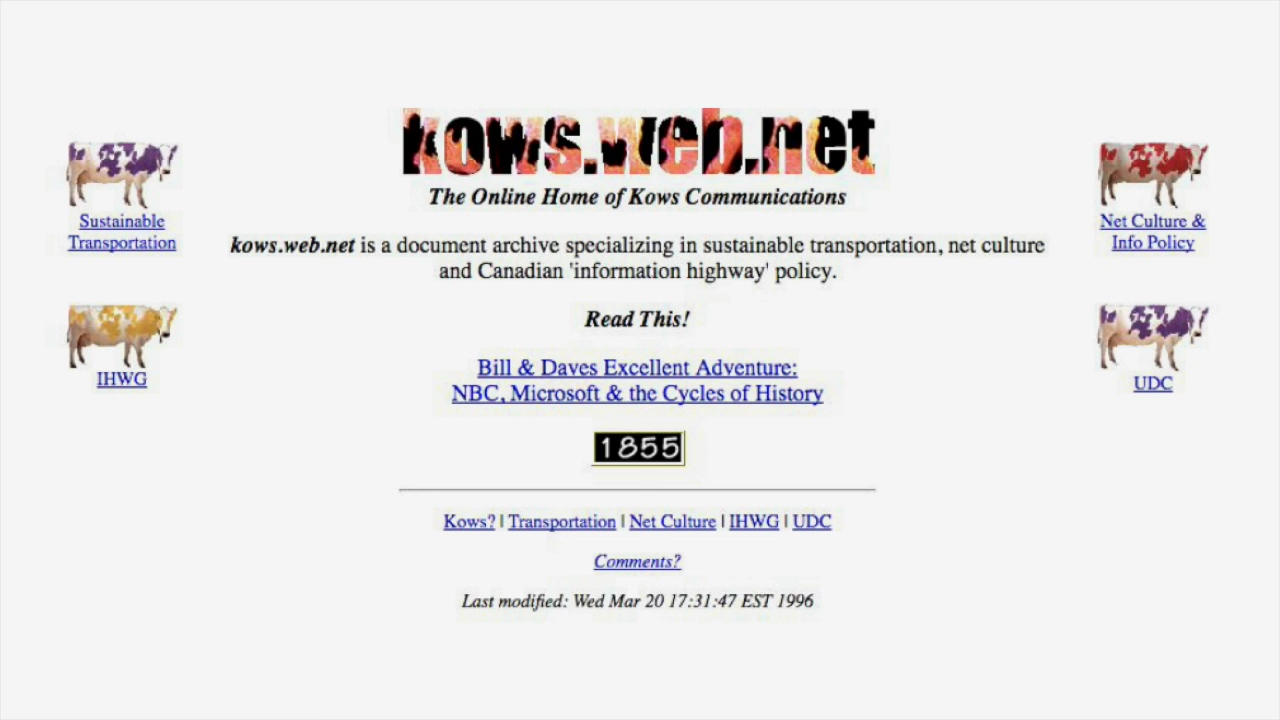 kows.web.net
The Online Home of Kows Communications
Sustainable
Transportation
Net Culture &
Info Policy
kows.web.net is a document archive specializing in sustainable transportation, net culture
and Canadian 'information highway' policy.
Read This!
IHWG
UDC
Bill & Daves Excellent Adventure:
NBC, Microsoft & the Cycles of History
1855
Kows? | Transportation | Net Culture | IHWG | UDC
Comments?
Last modified: Wed Mar 20 17:31:47 EST 1996